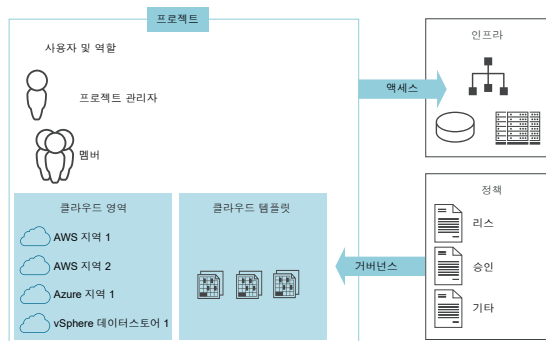 프로젝트
사용자 및 역할
프로젝트 관리자
멤버
클라우드 영역
AWS 지역 1
AWS 지역 2
Azure 지역 1
vSphere 데이터스토어 1
클라우드 템플릿
액세스
인프라
거버넌스
정책
리스
승인
기타